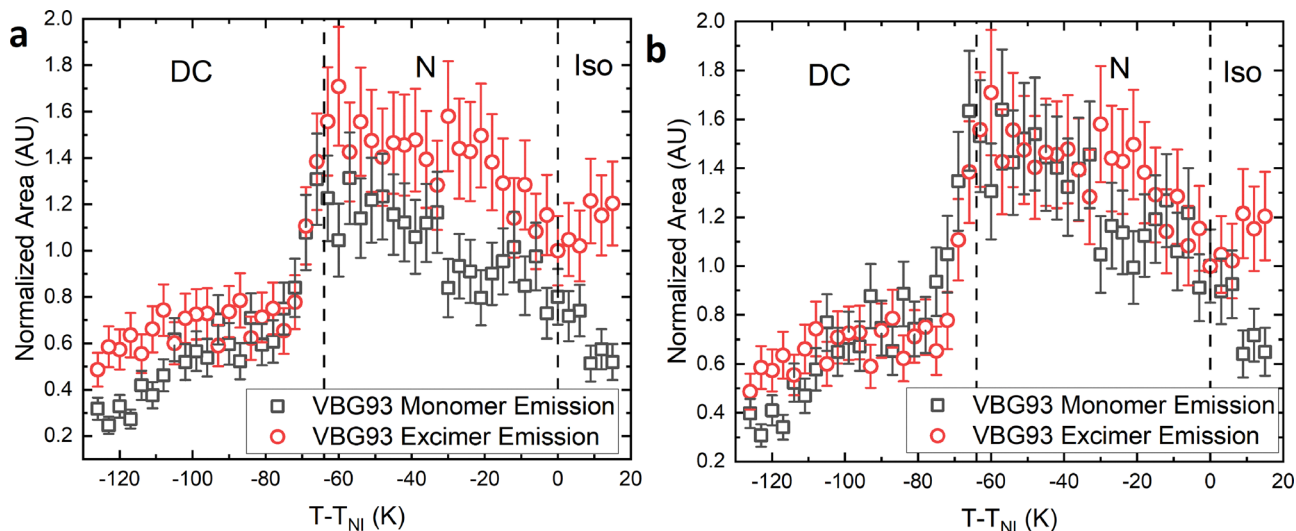 a
Normalized Area (AU)
2.0
1.8
1.6
1.4
1.2
1.0
0.8
0.6
0.4
0.2
DC
N
Iso
VBG93 Monomer Emission
VBG93 Excimer Emission
-120 -100 -80 -60 -40 -20 0 20
T-TNI (K)
b
Normalized Area (AU)
2.0
1.8
1.6
1.4
1.2
1.0
0.8
0.6
0.4
0.2
DC
N
Iso
VBG93 Monomer Emission
VBG93 Excimer Emission
-120 -100 -80 -60 -40 -20 0 20
T-TNI (K)